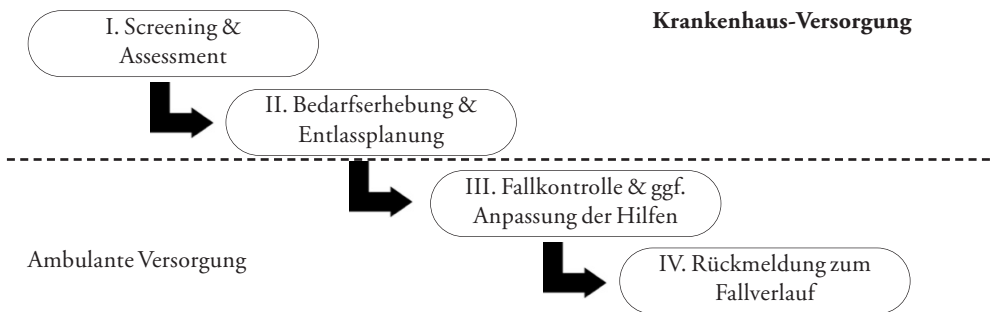 Krankenhaus-Versorgung
I. Screening &
Assessment
II. Bedarfserhebung &
Entlassplanung
III. Fallkontrolle & ggf.
Anpassung der Hilfen
Ambulante Versorgung
IV. Rückmeldung zum
Fallverlauf